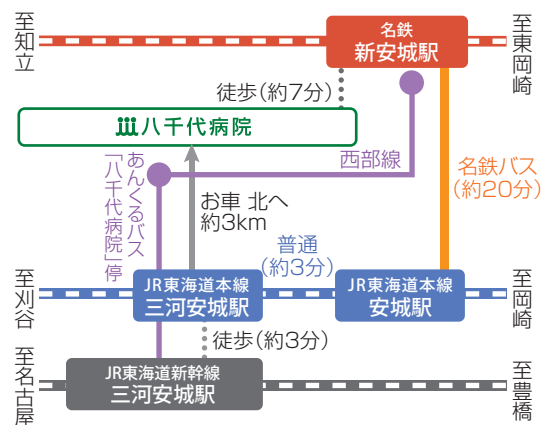 至知立
名鉄
新安城駅
至東岡崎
徒歩(約7分)
八千代病院
あんくるバス
「八千代病院」停
西部線
名鉄バス
(約20分)
お車 北へ
約3km
普通
(約3分)
至刈谷
JR東海道本線
三河安城駅
JR東海道本線
安城駅
至岡崎
徒歩(約3分)
至名古屋
JR東海道新幹線
三河安城駅
至豊橋